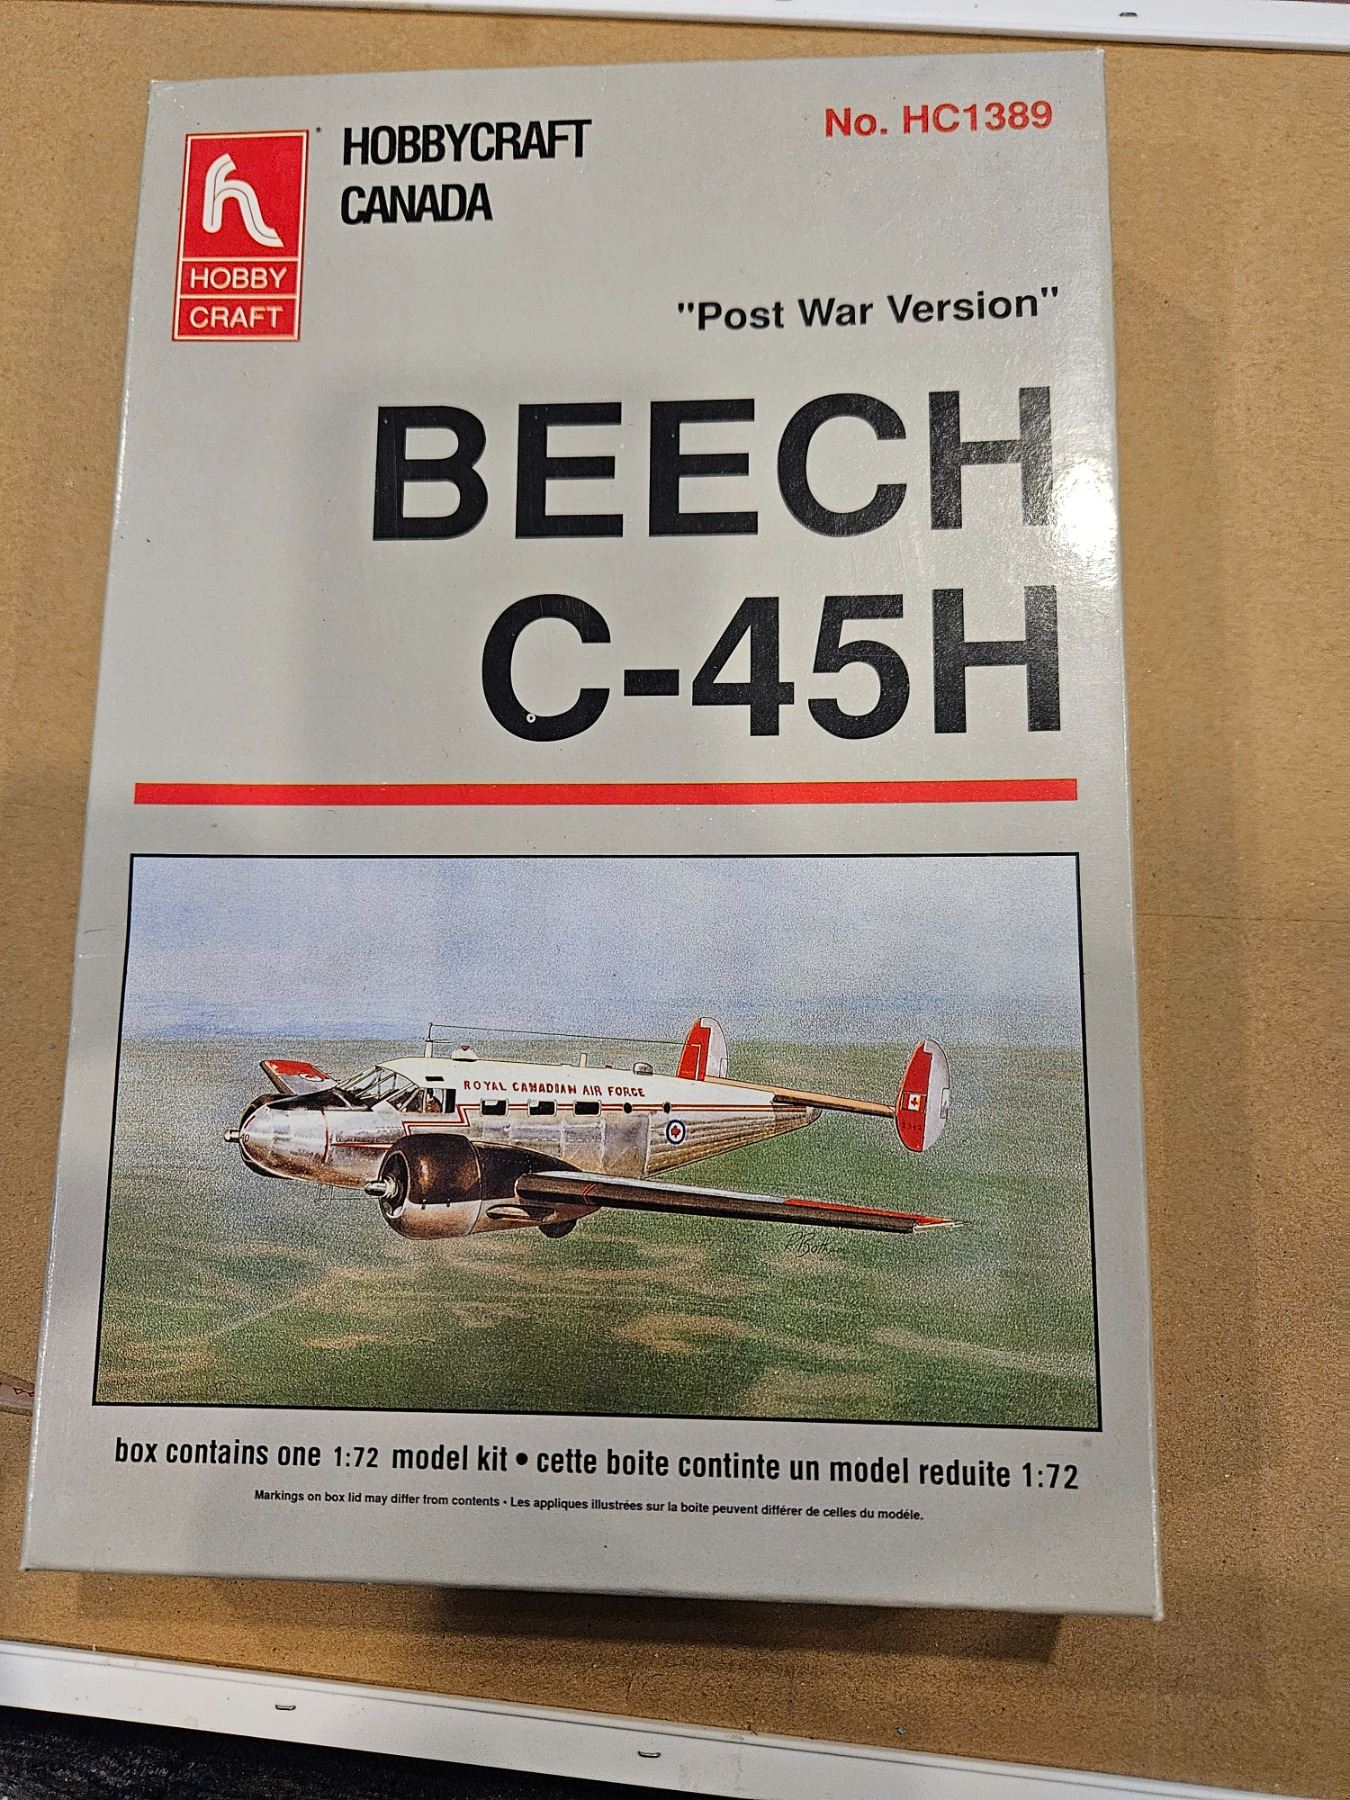 HOBBYCRAFT
CANADA
No. HC1389
HOBBY
CRAFT
"Post War Version"
BEECH
C-45H
ROYAL CANADIAN AIR FORCE
box contains one 1:72 model kit • cette boite continte un model reduite 1:72
Markings on box lid may differ from contents • Les appliques illustrées sur la boite peuvent différer de celles du modéle.